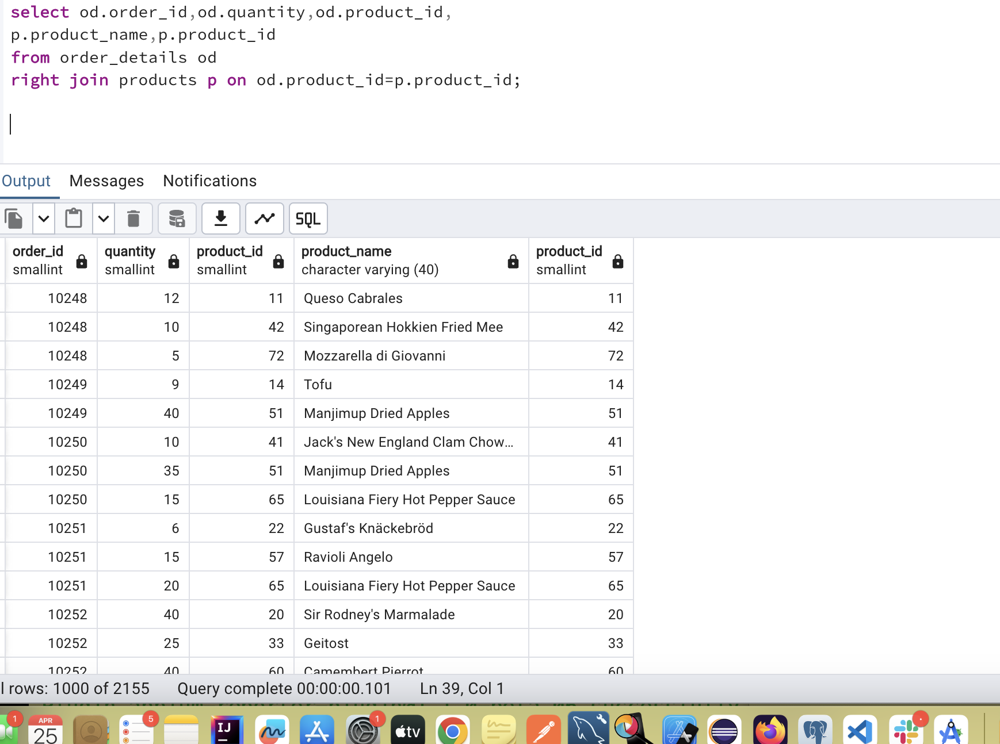 select od.order_id,od.quantity,od.product_id,
p.product_name,p.product_id
from order_details od
right join products p on od.product_id=p.product_id;
Output Messages Notifications
SQL
order_id quantity product_id product_name product_id
smallint smallint smallint character varying (40) smallint
10248 12 11 Queso Cabrales 11
10248 10 42 Singaporean Hokkien Fried Mee 42
10248 5 72 Mozzarella di Giovanni 72
10249 9 14 Tofu 14
10249 40 51 Manjimup Dried Apples 51
10250 10 41 Jack's New England Clam Chow... 41
10250 35 51 Manjimup Dried Apples 51
10250 15 65 Louisiana Fiery Hot Pepper Sauce 65
10251 6 22 Gustaf's Knäckebröd 22
10251 15 57 Ravioli Angelo 57
10251 20 65 Louisiana Fiery Hot Pepper Sauce 65
10252 40 20 Sir Rodney's Marmalade 20
10252 25 33 Geitost 33
10252 40 60 Camembert Pierrot 60
l rows: 1000 of 2155 Query complete 00:00:00.101 Ln 39, Col 1
1 APR 5 1
25 IJ tv